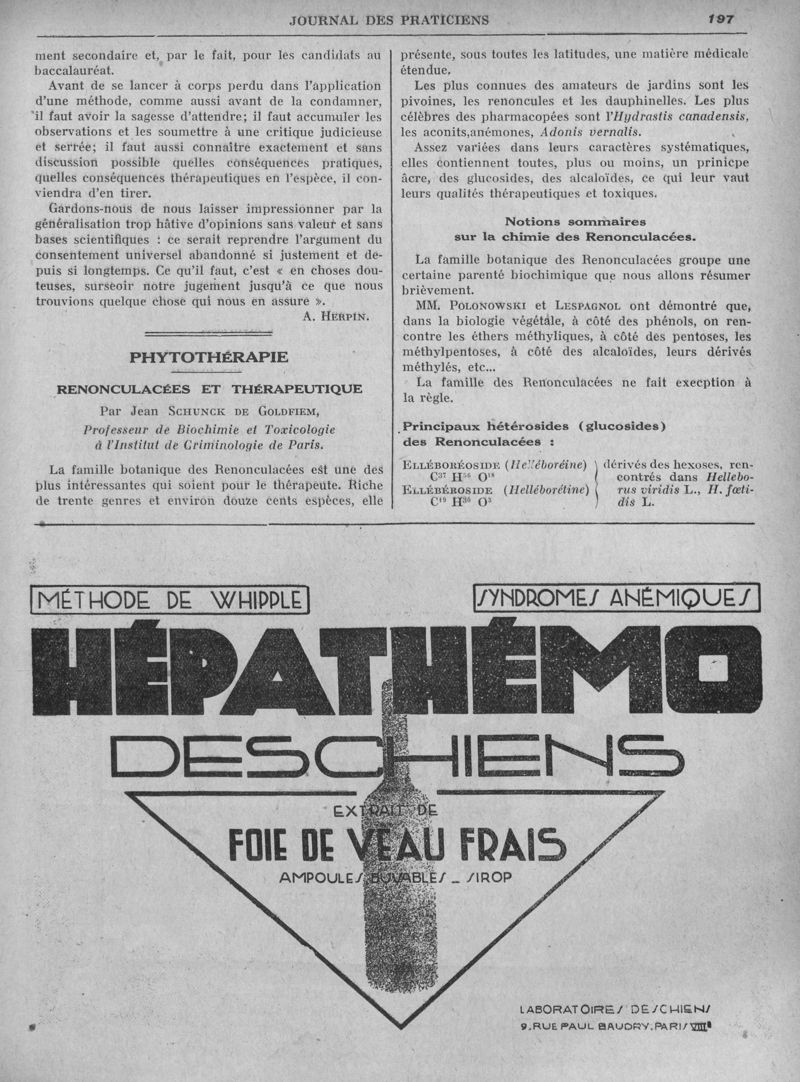 JOURNAL DES PRATICIENS 197
ment secondaire et, par le fait, pour les candidats au
baccalauréat.
Avant de se lancer à corps perdu dans l'application
d'une méthode, comme aussi avant de la condamner,
il faut avoir la sagesse d'attendre; il faut accumuler les
observations et les soumettre à une critique judicieuse
et serrée; il faut aussi connaître exactement et sans
discussion possible quelles conséquences pratiques,
quelles conséquences thérapeutiques en l'espèce, il con-
viendra d'en tirer.
Gardons-nous de nous laisser impressionner par la
généralisation trop hâtive d'opinions sans valeur et sans
bases scientifiques : ce serait reprendre l'argument du
consentement universel abandonné si justement et de-
puis si longtemps. Ce qu'il faut, c'est « en choses dou-
teuses, surseoir notre jugement jusqu'à ce que nous
trouvions quelque chose qui nous en assure ».
A. HERPIN.
PHYTOTHÉRAPIE
RENONCULACÉES ET THÉRAPEUTIQUE
Par Jean SCHUNCK DE GOLDFIEM,
Professeur de Biochimie et Toxicologie
à l'Institut de Criminologie de Paris.
La famille botanique des Renonculacées est une des
plus intéressantes qui soient pour le thérapeute. Riche
de trente genres et environ douze cents espèces, elle
présente, sous toutes les latitudes, une matière médicale
étendue.
Les plus connues des amateurs de jardins sont les
pivoines, les renoncules et les dauphinelles. Les plus
célèbres des pharmacopées sont l'Hydrastis canadensis,
les aconits,anémones, Adonis vernalis.
Assez variées dans leurs caractères systématiques,
elles contiennent toutes, plus ou moins, un prinicpe
âcre, des glucosides, des alcaloïdes, ce qui leur vaut
leurs qualités thérapeutiques et toxiques.
Notions sommaires
sur la chimie des Renonculacées.
La famille botanique des Renonculacées groupe une
certaine parenté biochimique que nous allons résumer
brièvement.
MM. POLONOWSKI et LESPAGNOL ont démontré que,
dans la biologie végétale, à côté des phénols, on ren-
contre les éthers méthyliques, à côté des pentoses, les
méthylpentoses, à côté des alcaloïdes, leurs dérivés
méthylés, etc...
La famille des Renonculacées ne fait execption à
la règle.
Principaux hétérosides (glucosides)
des Renonculacées :
ELLÉBORÉOSIDE (Helléboréine)
C³⁷ H⁵⁶ O¹⁸
ELLÉBÉROSIDE (Helléborétine)
C¹⁹ H³⁰ O⁵
dérivés des hexoses, ren-
contrés dans Hellebo-
rus viridis L., H. fœti-
dis L.
MÉTHODE DE WHIPPLE
SYNDROMES ANÉMIQUES
HÉPATHÉMO
DESCHIENS
EXTRAIT DE
FOIE DE VEAU FRAIS
AMPOULES BUVABLES _ SIROP
LABORATOIRES DESCHIENS
9, RUE PAUL BAUDRY, PARIS VIIIᵉ